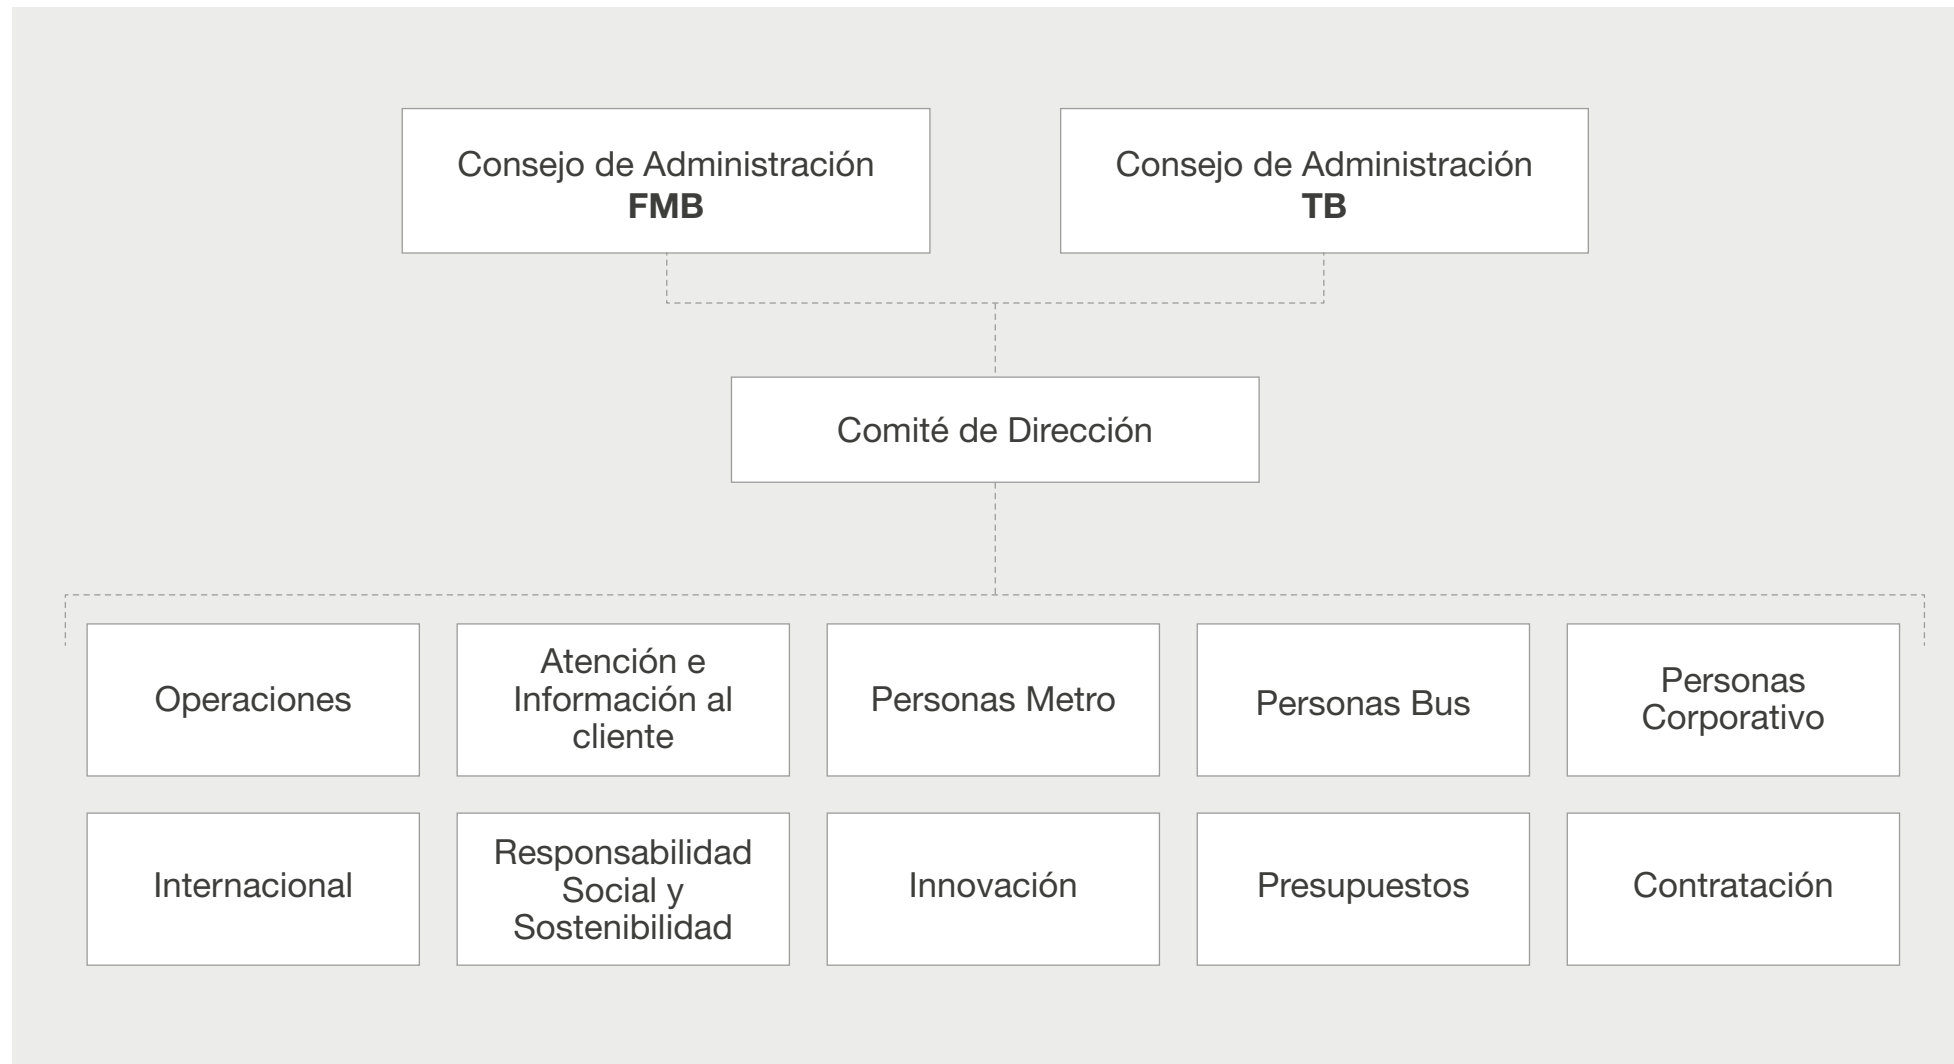 Consejo de Administración
FMB
Consejo de Administración
TB
Comité de Dirección
Operaciones
Atención e
Información al
cliente
Personas Metro
Personas Bus
Personas
Corporativo
Internacional
Responsabilidad
Social y
Sostenibilidad
Innovación
Presupuestos
Contratación